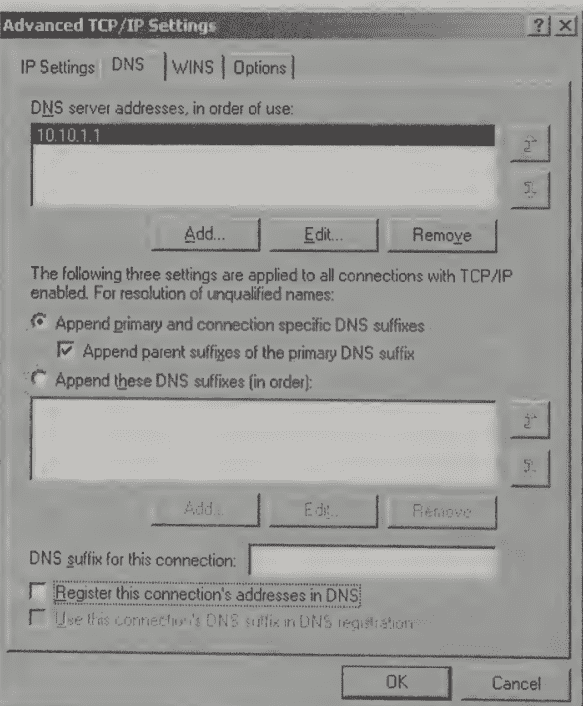 Advanced TCP/IP Settings
IP Settings DNS WINS Options
DNS server addresses, in order of use:
10.10.1.1
Add... Edit... Remove
The following three settings are applied to all connections with TCP/IP
enabled. For resolution of unqualified names:
Append primary and connection specific DNS suffixes
Append parent suffixes of the primary DNS suffix
Append these DNS suffixes (in order):
Add... Edit... Remove
DNS suffix for this connection:
Register this connection's addresses in DNS
Use this connection's DNS suffix in DNS registration
OK Cancel